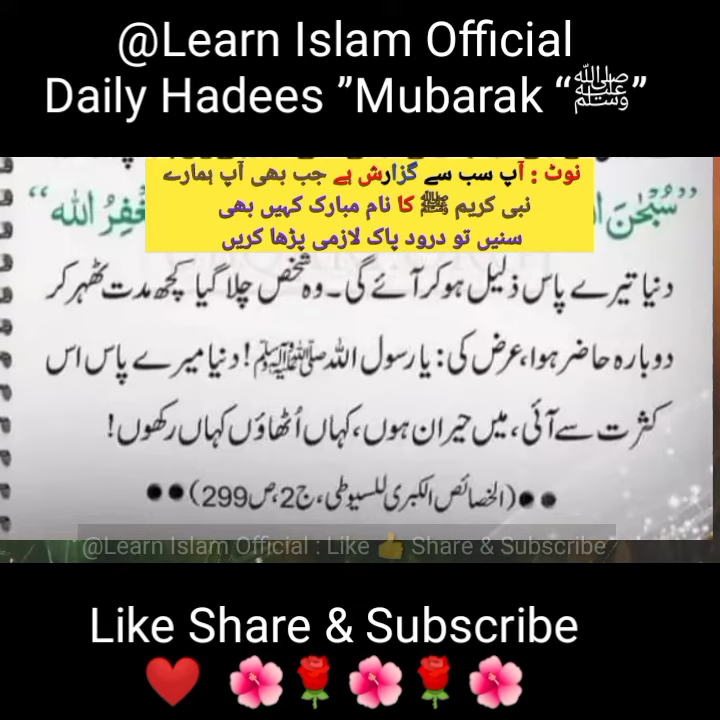 @Learn Islam Official
Daily Hadees ”Mubarak “ﷺ”
نوٹ : آپ سب سے گزارش ہے جب بھی آپ ہمارے
نبی کریم ﷺ کا نام مبارک کہیں بھی
سنیں تو درود پاک لازمی پڑھا کریں
”سُبْحٰنَ ا غْفِرُ الله“
دنیا تیرے پاس ذلیل ہو کر آئے گی۔ وہ شخص چلا گیا کچھ مدت ٹھہر کر
دوبارہ حاضر ہوا، عرض کی: یا رسول اللہ صلی اللہ علیہ وآلہ وسلم! دنیا میرے پاس اس
کثرت سے آئی، میں حیران ہوں، کہاں اُٹھاؤں کہاں رکھوں!
●●(الخصائص الکبریٰ للسیوطی، ج2، ص299)●●
@Learn Islam Official : Like 👍 Share & Subscribe
Like Share & Subscribe
❤️ 🌺🌹🌺🌹🌺